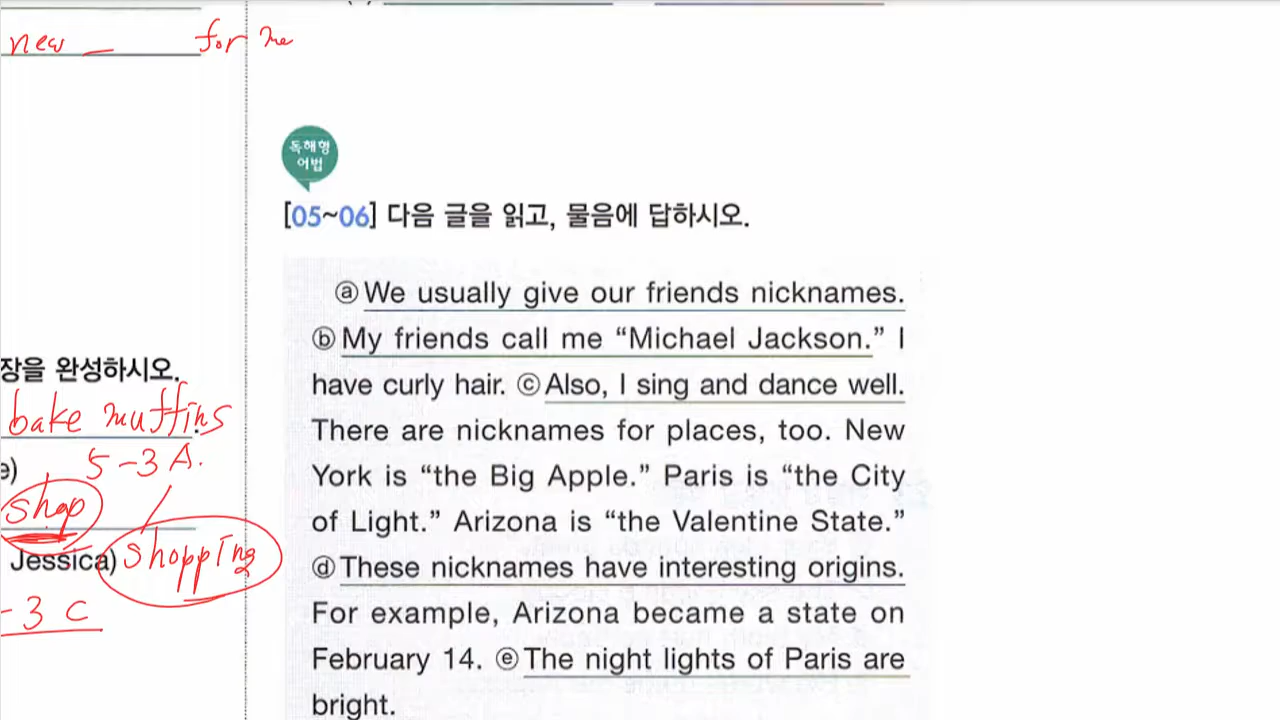 new _ for me
장을 완성하시오.
bake muffins
e) 5-3 A.
shop
Jessica) shopping
-3 C
독해형
어법
[05~06] 다음 글을 읽고, 물음에 답하시오.
ⓐ We usually give our friends nicknames.
ⓑ My friends call me “Michael Jackson.” I
have curly hair. ⓒ Also, I sing and dance well.
There are nicknames for places, too. New
York is “the Big Apple.” Paris is “the City
of Light.” Arizona is “the Valentine State.”
ⓓ These nicknames have interesting origins.
For example, Arizona became a state on
February 14. ⓔ The night lights of Paris are
bright.